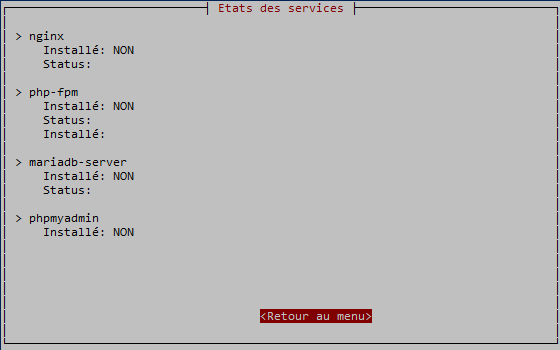 Etats des services
> nginx
Installé: NON
Status:
> php-fpm
Installé: NON
Status:
Installé:
> mariadb-server
Installé: NON
Status:
> phpmyadmin
Installé: NON
<Retour au menu>